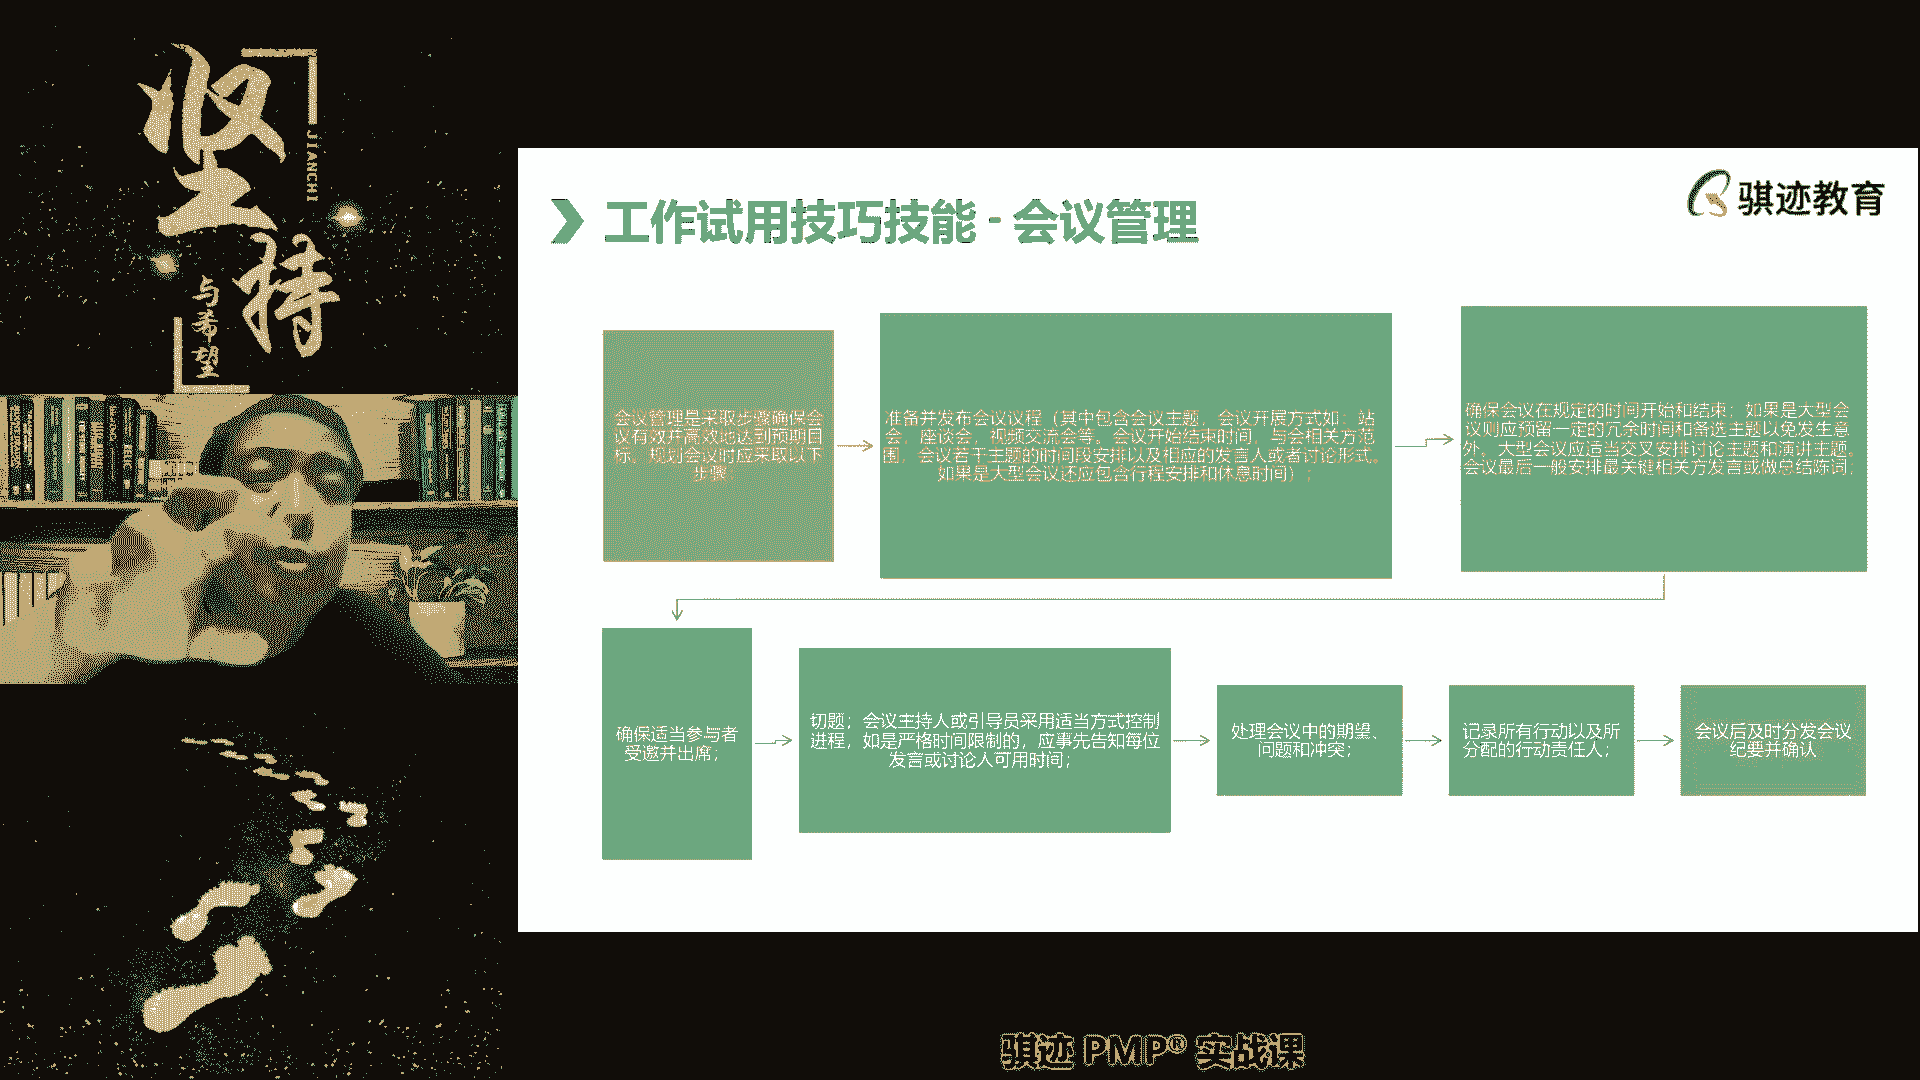 坚持
JIANCHI
与希望
骐迹教育
工作试用技巧技能 - 会议管理
会议管理是采取步骤确保会
议有效并高效地达到预期目
标。规划会议时应采取以下
步骤:
准备并发布会议议程（其中包含会议主题，会议开展方式如：站
会，座谈会，视频交流会等。会议开始结束时间，与会相关方范
围，会议若干主题的时间段安排以及相应的发言人或者讨论形式。
如果是大型会议还应包含行程安排和休息时间）；
确保会议在规定的时间开始和结束；如果是大型会
议则应预留一定的冗余时间和备选主题以免发生意
外。大型会议应适当交叉安排讨论主题和演讲主题。
会议最后一般安排最关键相关方发言或做总结陈词；
确保适当参与者
受邀并出席；
切题；会议主持人或引导员采用适当方式控制
进程，如是严格时间限制的，应事先告知每位
发言或讨论人可用时间；
处理会议中的期望、
问题和冲突；
记录所有行动以及所
分配的行动责任人；
会议后及时分发会议
纪要并确认
骐迹 PMP® 实战课